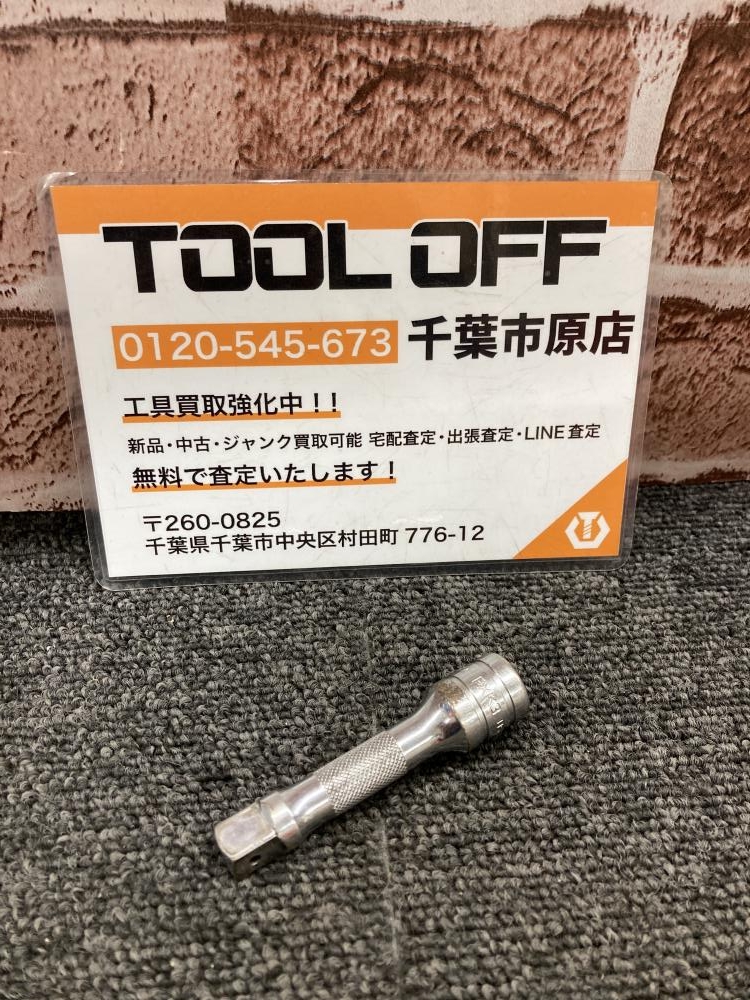 TOOL OFF
0120-545-673 千葉市原店
工具買取強化中！！
新品・中古・ジャンク買取可能 宅配査定・出張査定・LINE査定
無料で査定いたします！
〒260-0825
千葉県千葉市中央区村田町 776-12